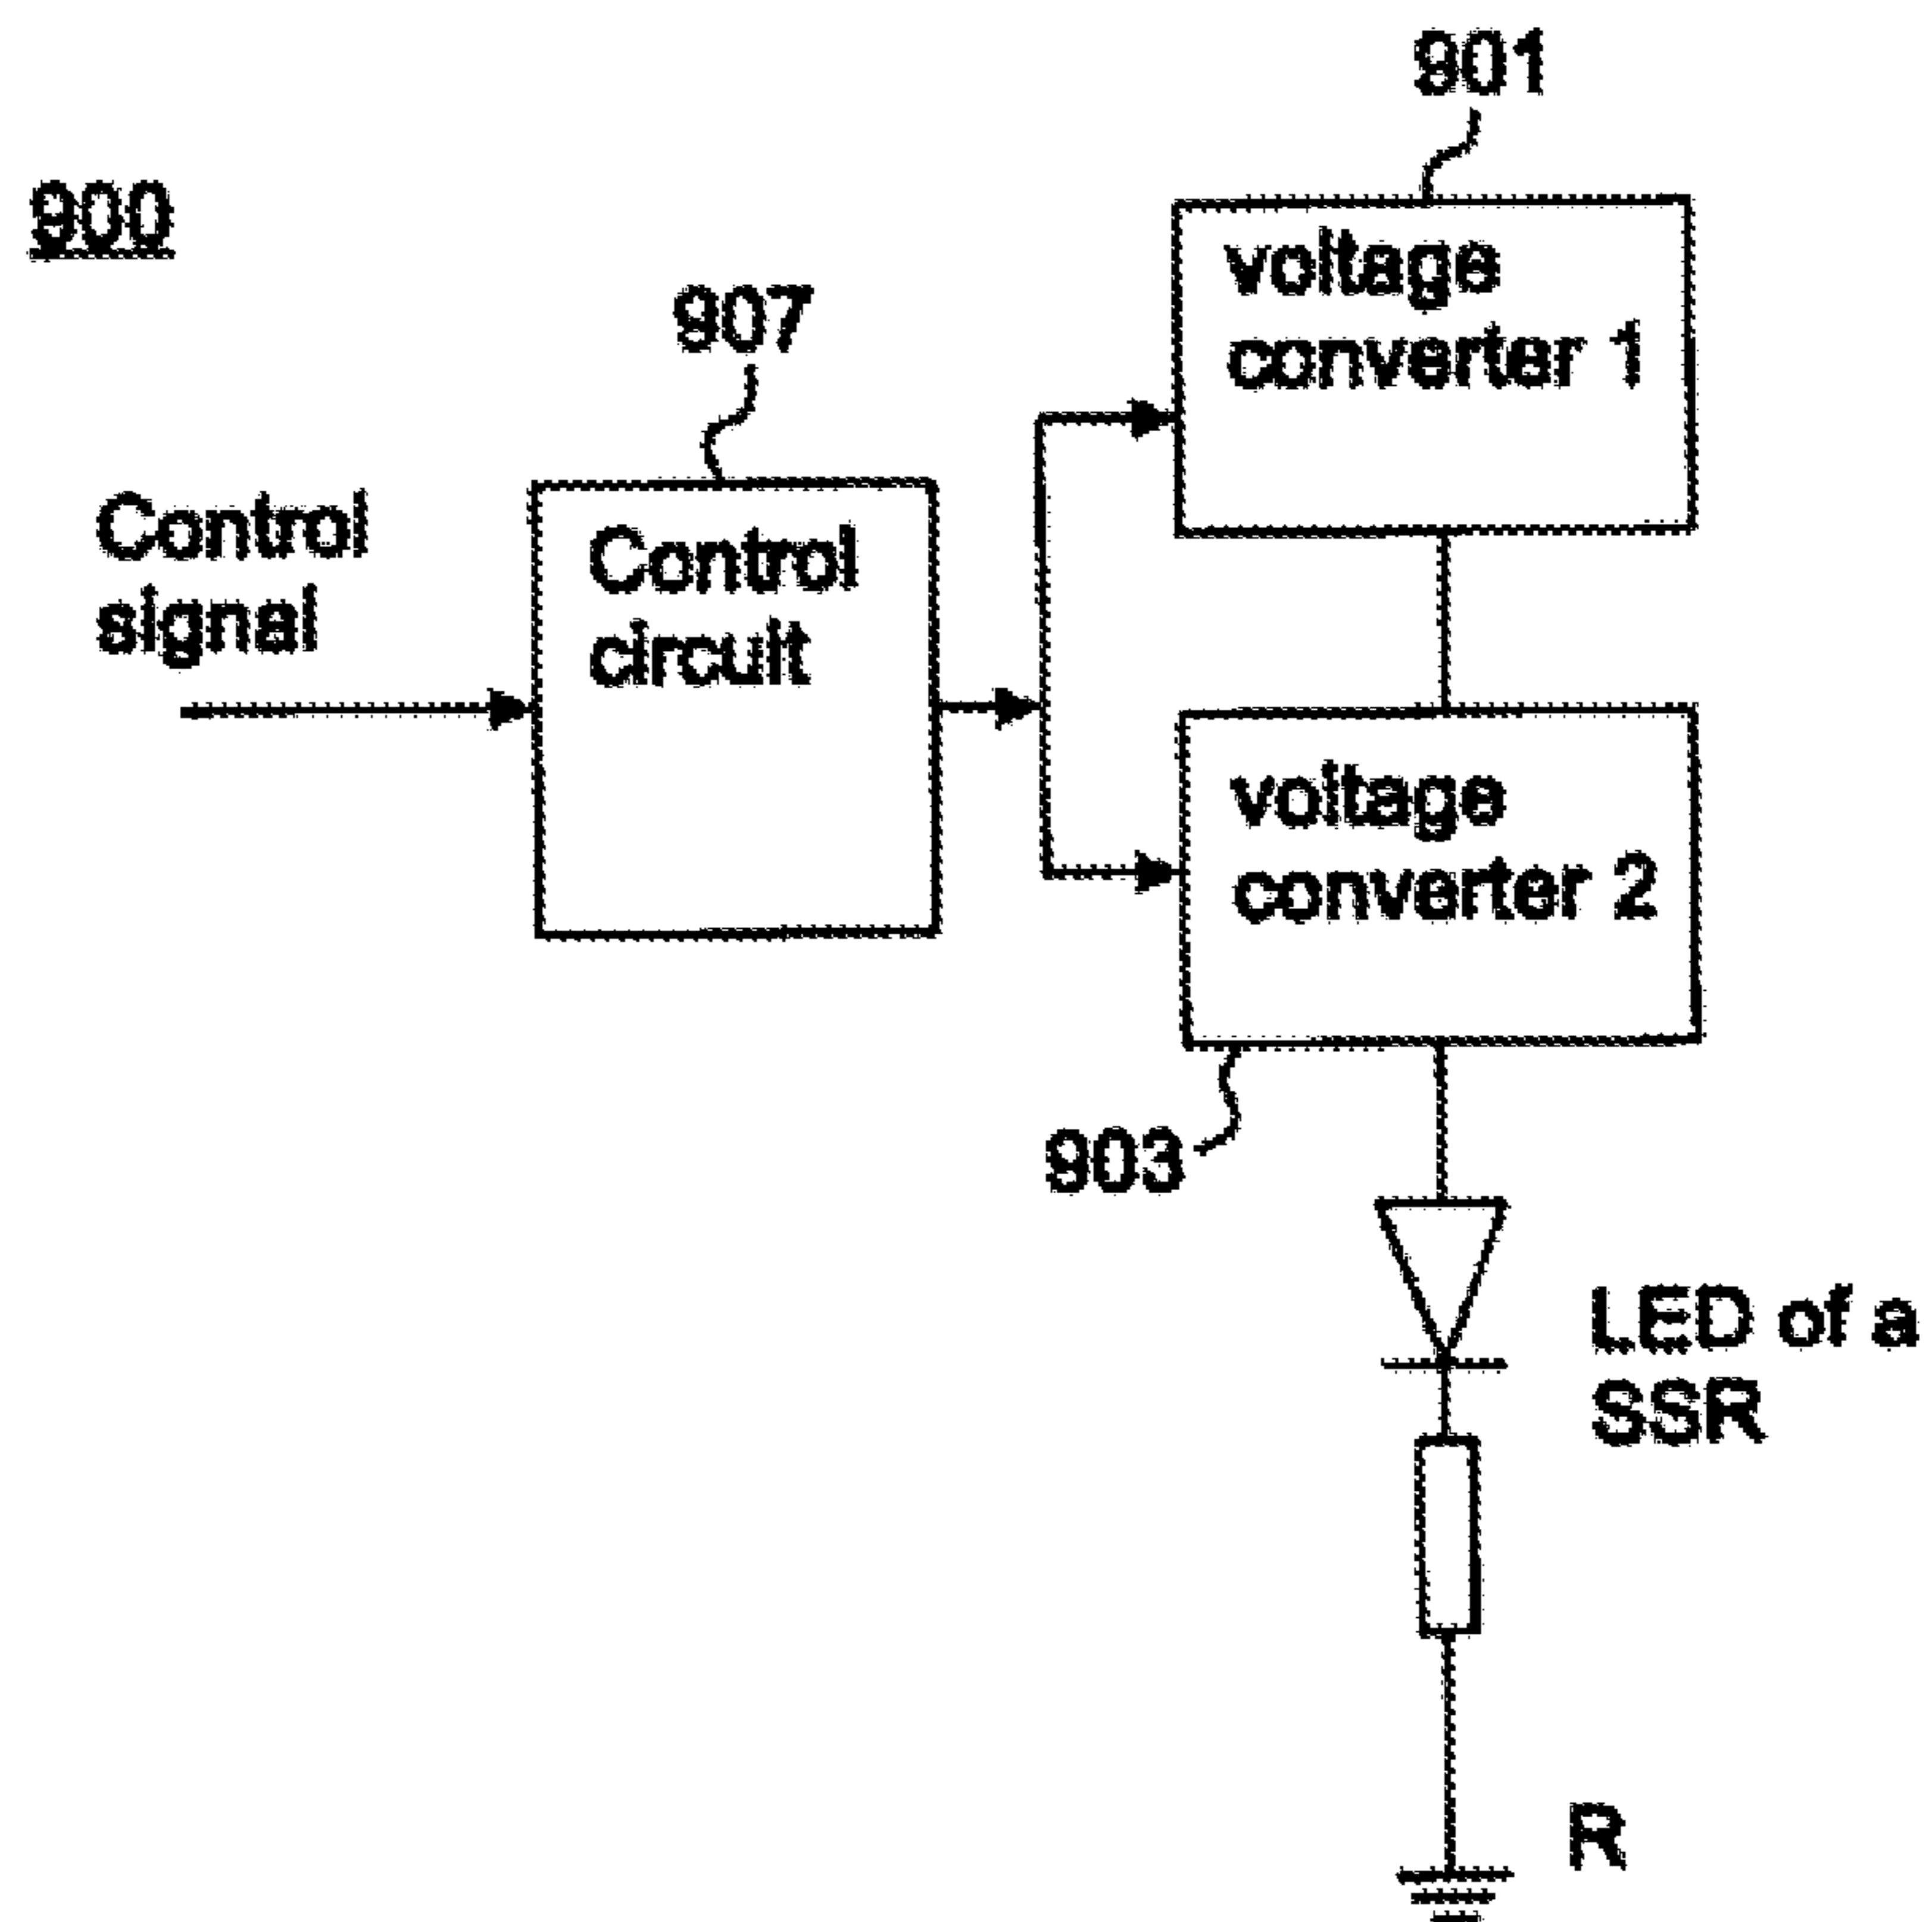 901
900
907
voltage
converter 1
Control
signal
Control
circuit
voltage
converter 2
903
LED of a
SSR
R